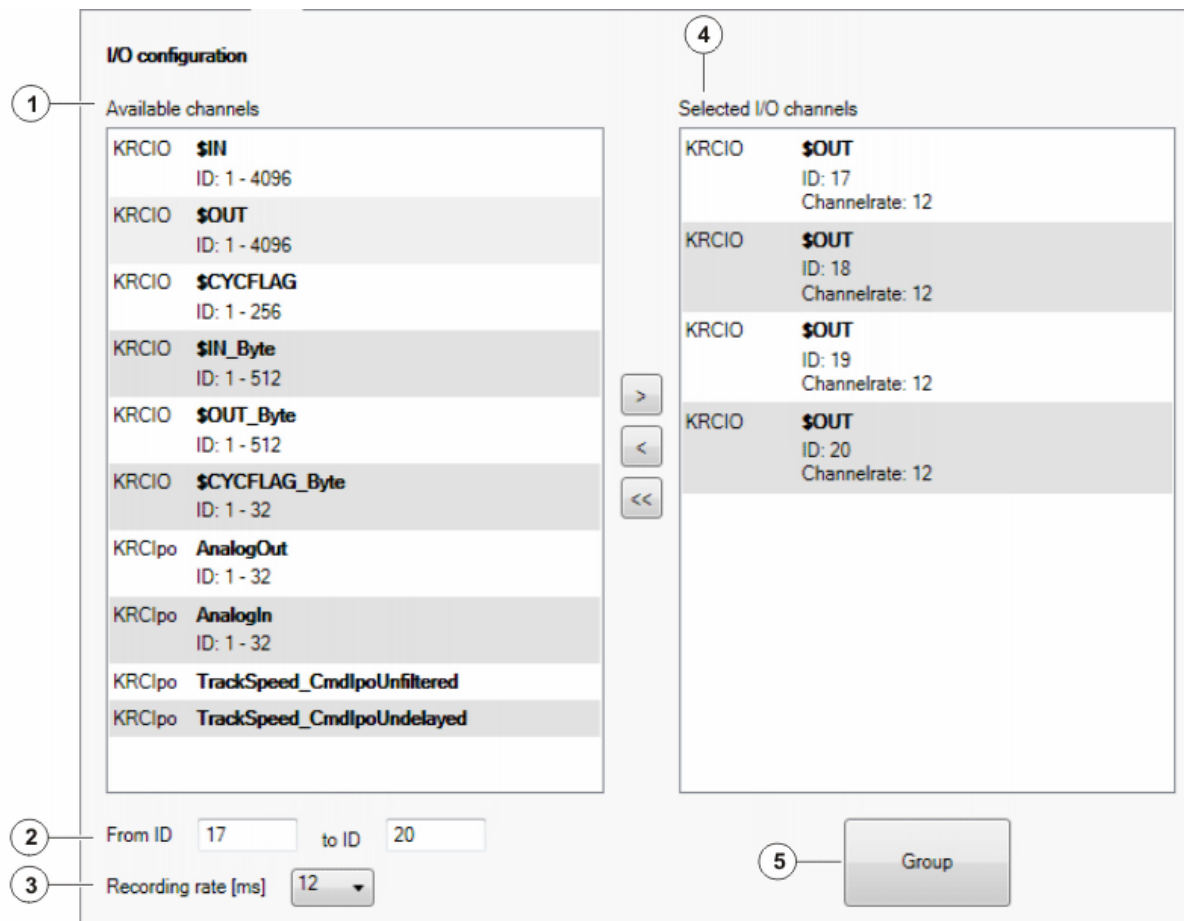 I/O configuration
4
1
Available channels
Selected I/O channels
KRCIO $IN
ID: 1 - 4096
KRCIO $OUT
ID: 1 - 4096
KRCIO $CYCFLAG
ID: 1 - 256
KRCIO $IN_Byte
ID: 1 - 512
KRCIO $OUT_Byte
ID: 1 - 512
KRCIO $CYCFLAG_Byte
ID: 1 - 32
KRCIpo AnalogOut
ID: 1 - 32
KRCIpo AnalogIn
ID: 1 - 32
KRCIpo TrackSpeed_CmdIpoUnfiltered
KRCIpo TrackSpeed_CmdIpoUndelayed
>
<
<<
KRCIO $OUT
ID: 17
Channelrate: 12
KRCIO $OUT
ID: 18
Channelrate: 12
KRCIO $OUT
ID: 19
Channelrate: 12
KRCIO $OUT
ID: 20
Channelrate: 12
2
From ID 17 to ID 20
3
Recording rate [ms] 12
5
Group